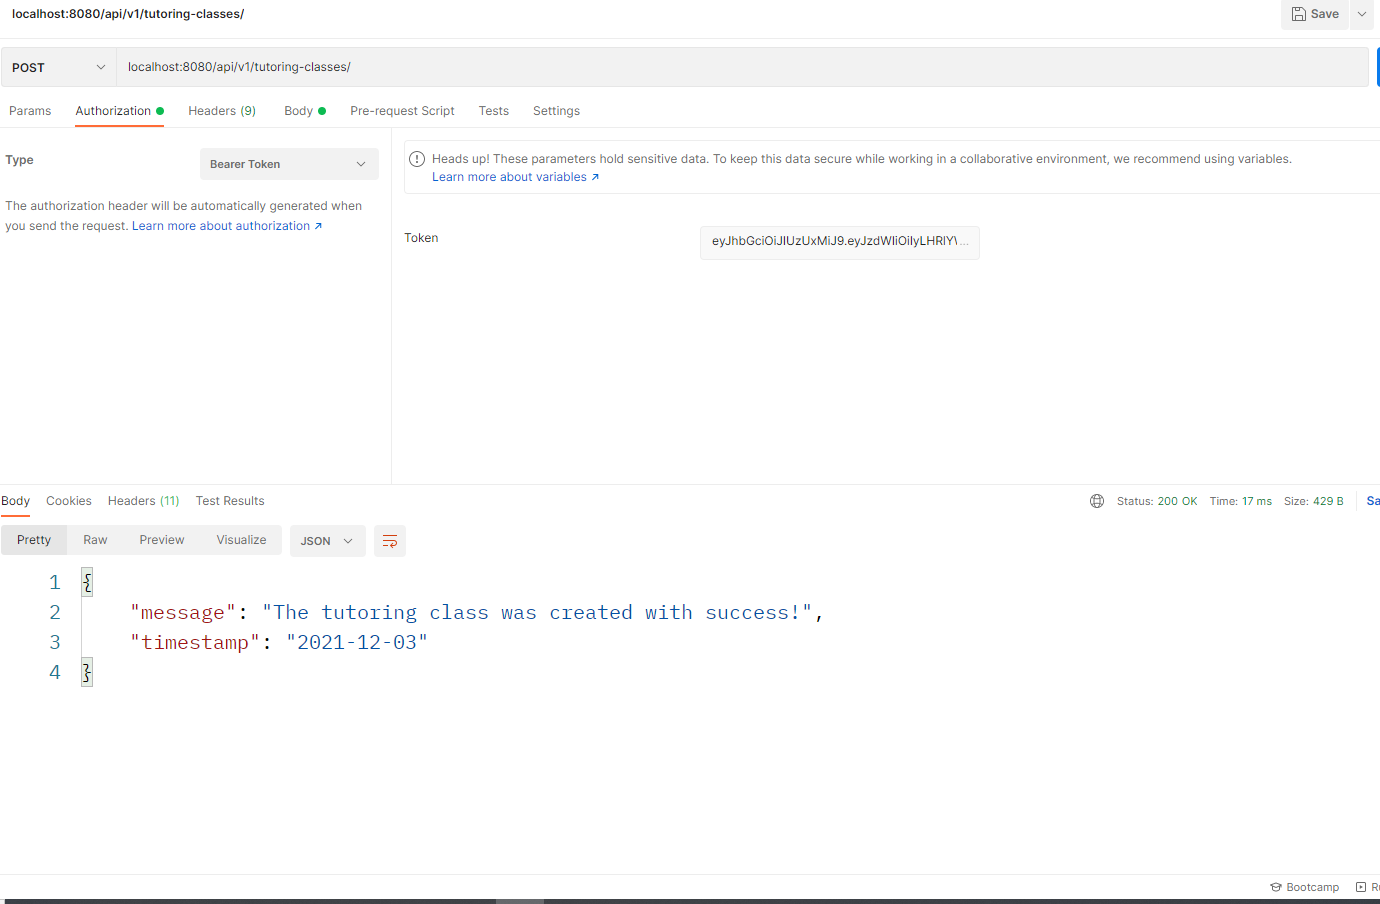 localhost:8080/api/v1/tutoring-classes/
Save
POST
localhost:8080/api/v1/tutoring-classes/
Params Authorization Headers (9) Body Pre-request Script Tests Settings
Type
Bearer Token
Heads up! These parameters hold sensitive data. To keep this data secure while working in a collaborative environment, we recommend using variables.
Learn more about variables ↗
The authorization header will be automatically generated when
you send the request. Learn more about authorization ↗
Token
eyJhbGciOiJIUzUxMiJ9.eyJzdWIiOiIyLHRlY\ ...
Body Cookies Headers (11) Test Results
Status: 200 OK Time: 17 ms Size: 429 B Sa
Pretty Raw Preview Visualize JSON
1 {
2 "message": "The tutoring class was created with success!",
3 "timestamp": "2021-12-03"
4 }
Bootcamp